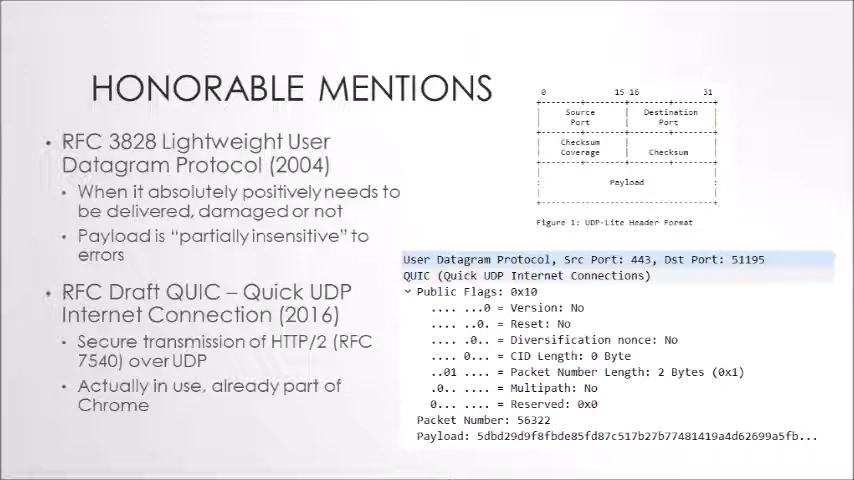 HONORABLE MENTIONS
• RFC 3828 Lightweight User
Datagram Protocol (2004)
• When it absolutely positively needs to
be delivered, damaged or not
• Payload is “partially insensitive” to
errors
• RFC Draft QUIC – Quick UDP
Internet Connection (2016)
• Secure transmission of HTTP/2 (RFC
7540) over UDP
• Actually in use, already part of
Chrome
0 15 16 31
Source Destination
Port Port
Checksum
Coverage Checksum
Payload
Figure 1: UDP-Lite Header Format
User Datagram Protocol, Src Port: 443, Dst Port: 51195
QUIC (Quick UDP Internet Connections)
Public Flags: 0x10
.... ...0 = Version: No
.... ..0. = Reset: No
.... .0.. = Diversification nonce: No
.... 0... = CID Length: 0 Byte
..01 .... = Packet Number Length: 2 Bytes (0x1)
.0.. .... = Multipath: No
0... .... = Reserved: 0x0
Packet Number: 56322
Payload: 5dbd29d9f8fbde85fd87c517b27b77481419a4d62699a5fb...